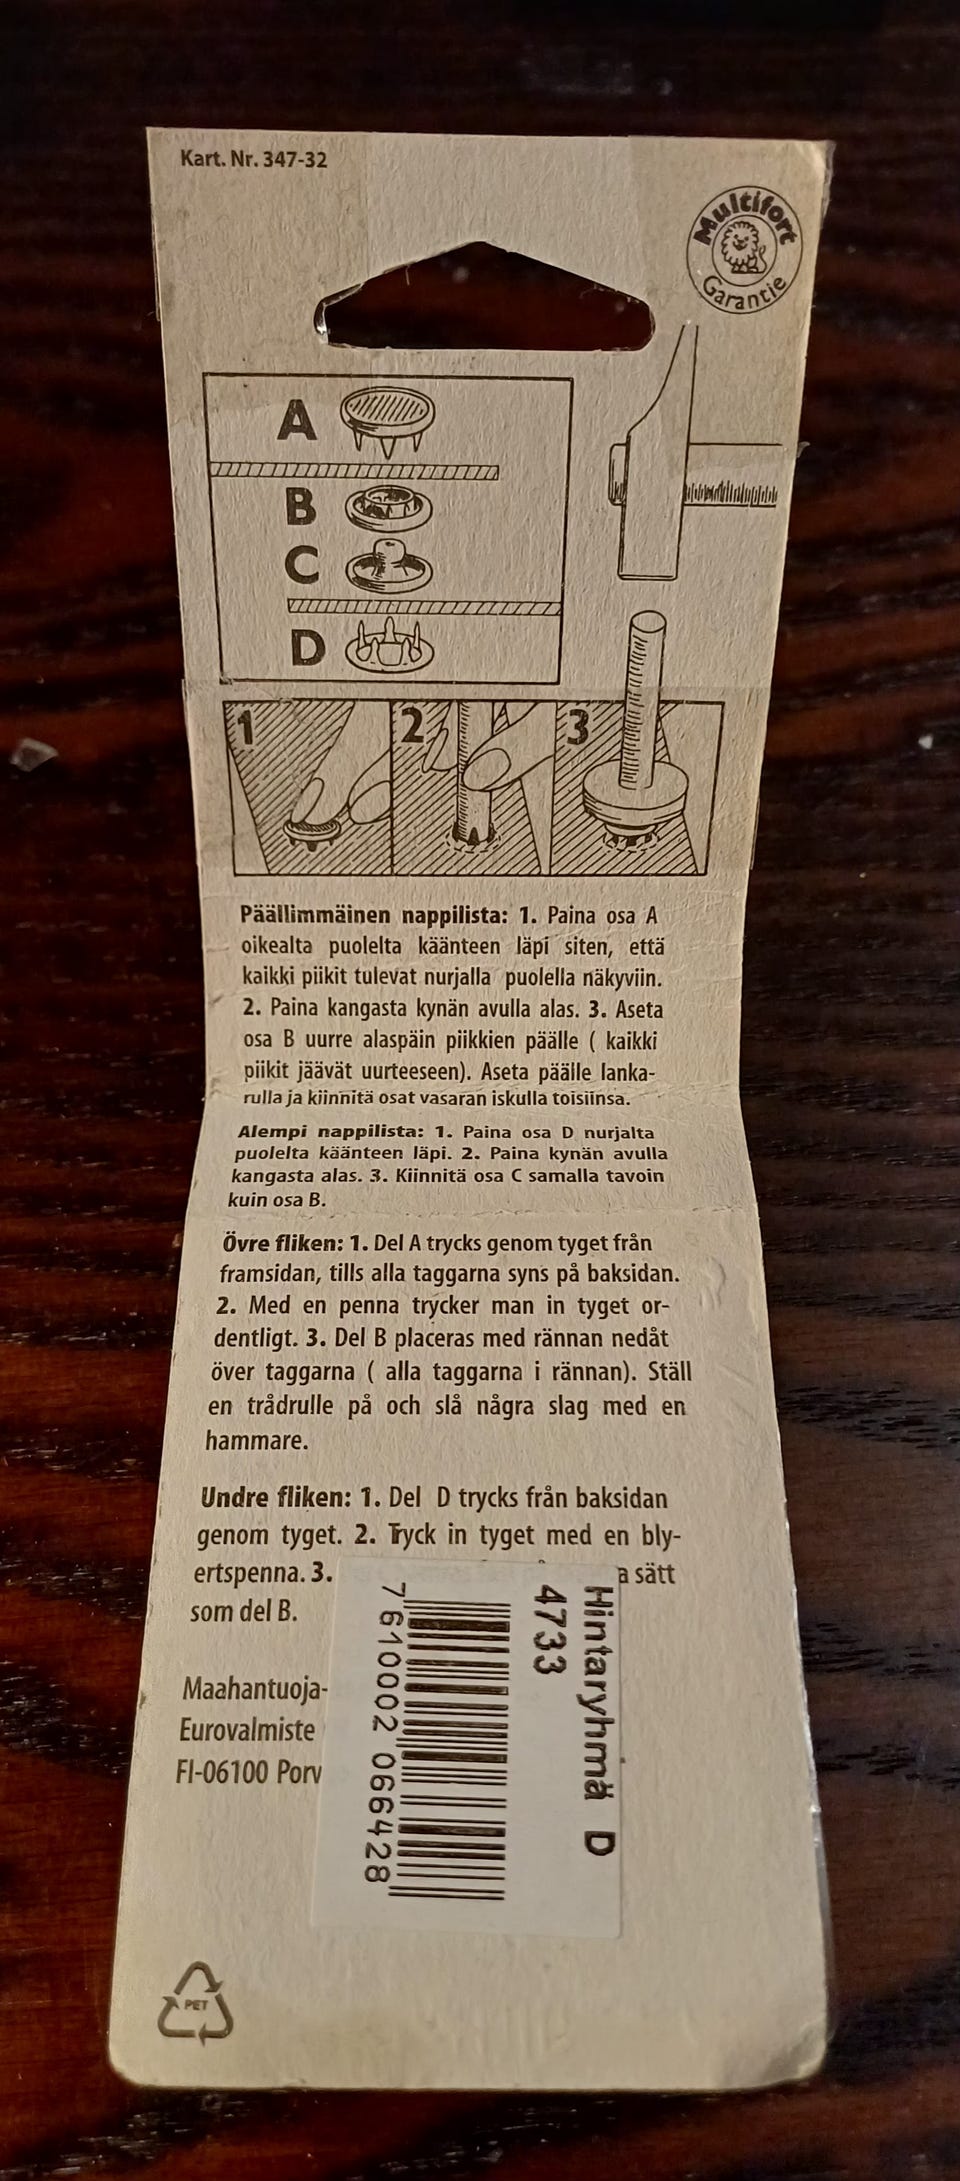 Kart. Nr. 347-32
Multifort
Garantie
A
B
C
D
1
2
3
Päällimmäinen nappilista: 1. Paina osa A
oikealta puolelta käänteen läpi siten, että
kaikki piikit tulevat nurjalla puolella näkyviin.
2. Paina kangasta kynän avulla alas. 3. Aseta
osa B uurre alaspäin piikkien päälle ( kaikki
piikit jäävät uurteeseen). Aseta päälle lanka-
rulla ja kiinnitä osat vasaran iskulla toisiinsa.
Alempi nappilista: 1. Paina osa D nurjalta
puolelta käänteen läpi. 2. Paina kynän avulla
kangasta alas. 3. Kiinnitä osa C samalla tavoin
kuin osa B.
Övre fliken: 1. Del A trycks genom tyget från
framsidan, tills alla taggarna syns på baksidan.
2. Med en penna trycker man in tyget or-
dentligt. 3. Del B placeras med rännan nedåt
över taggarna ( alla taggarna i rännan). Ställ
en trådrulle på och slå några slag med en
hammare.
Undre fliken: 1. Del D trycks från baksidan
genom tyget. 2. Tryck in tyget med en bly-
ertspenna. 3. a sätt
som del B.
Maahantuoja-
Eurovalmiste
FI-06100 Porv
Hintaryhmä D
4733
7 610002 066428
PET